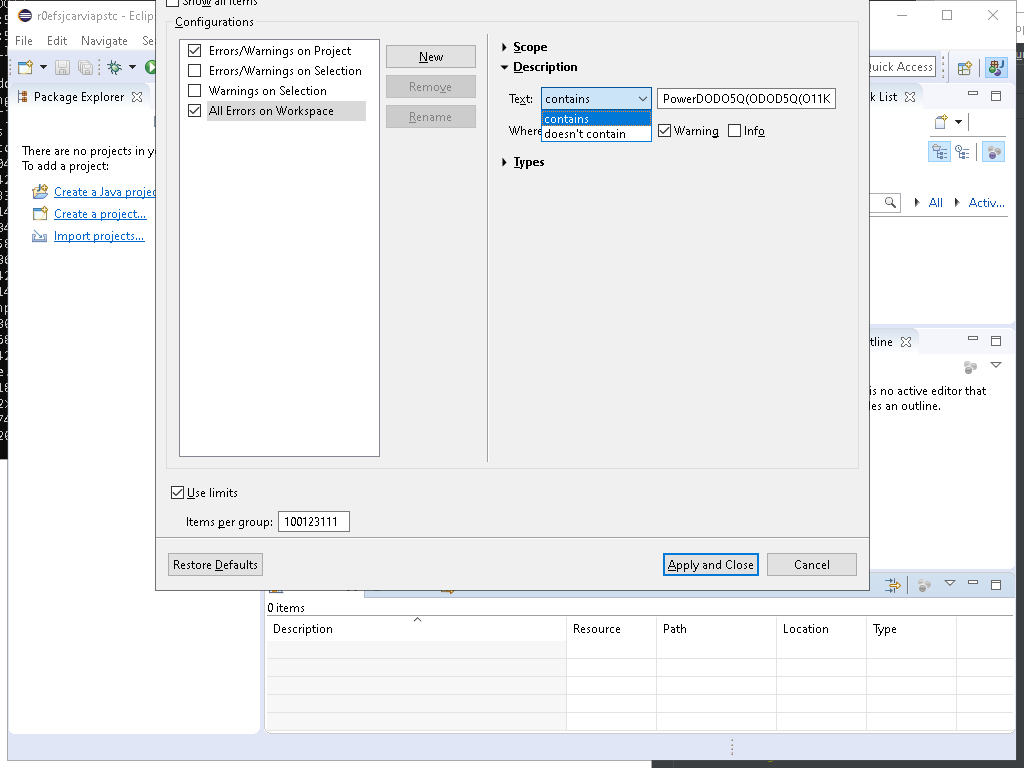 r0efsjcarviapstc - Eclip
Show all items
File Edit Navigate Se
Configurations
Quick Access
Package Explorer
Errors/Warnings on Project
Errors/Warnings on Selection
Warnings on Selection
All Errors on Workspace
New
Remove
Rename
Scope
Description
Text: contains PowerDODO5Q(ODOD5Q(O11K
contains
doesn't contain
Where Warning Info
Types
k List
All Activ...
There are no projects in y
To add a project:
Create a Java projec
Create a project...
Import projects...
tline
is no active editor that
es an outline.
Use limits
Items per group: 100123111
Restore Defaults Apply and Close Cancel
0 items
Description Resource Path Location Type